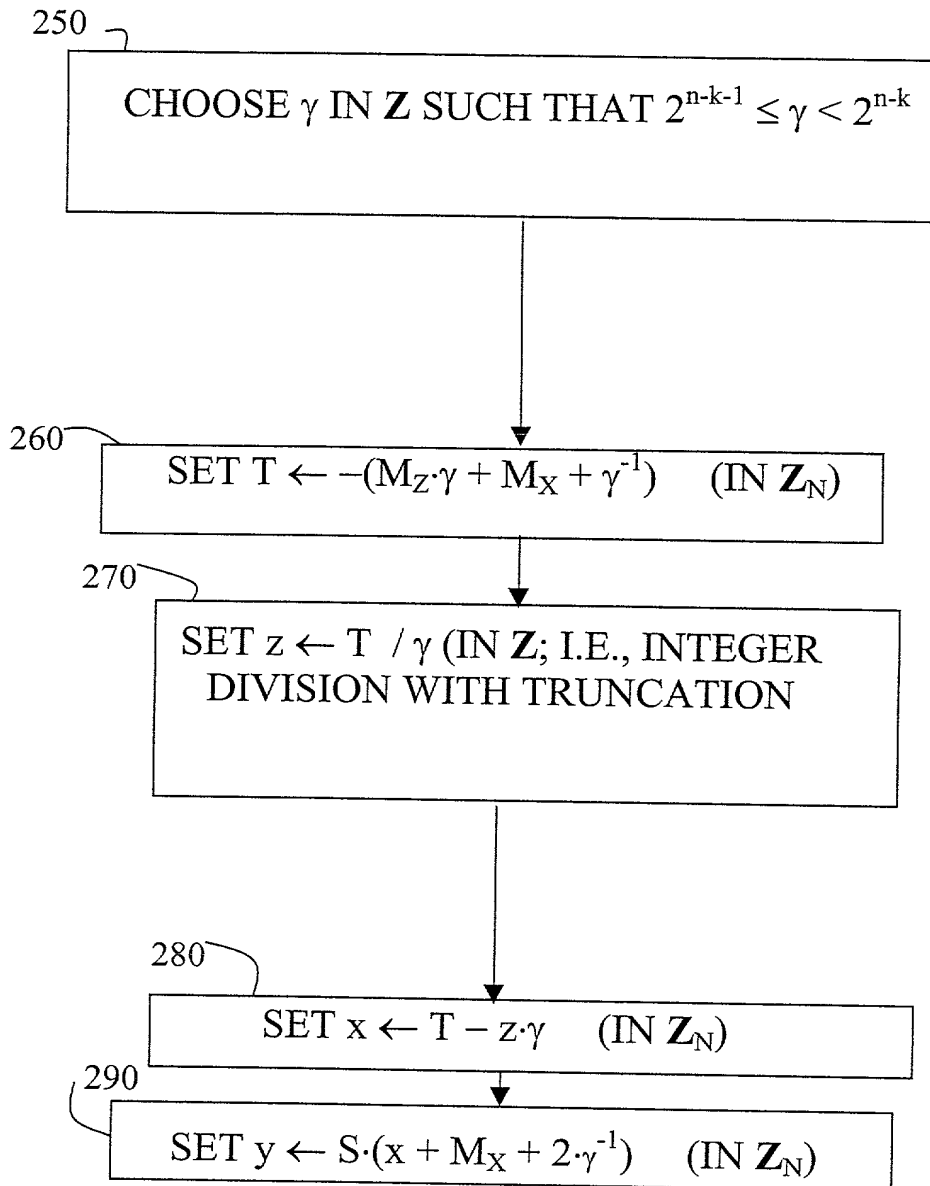 250
CHOOSE γ IN Z SUCH THAT 2^{n-k-1} ≤ γ < 2^{n-k}
260
SET T ← –(M_Z·γ + M_X + γ^{-1}) (IN Z_N)
270
SET z ← T / γ (IN Z; I.E., INTEGER
DIVISION WITH TRUNCATION
280
SET x ← T – z·γ (IN Z_N)
290
SET y ← S·(x + M_X + 2·γ^{-1}) (IN Z_N)